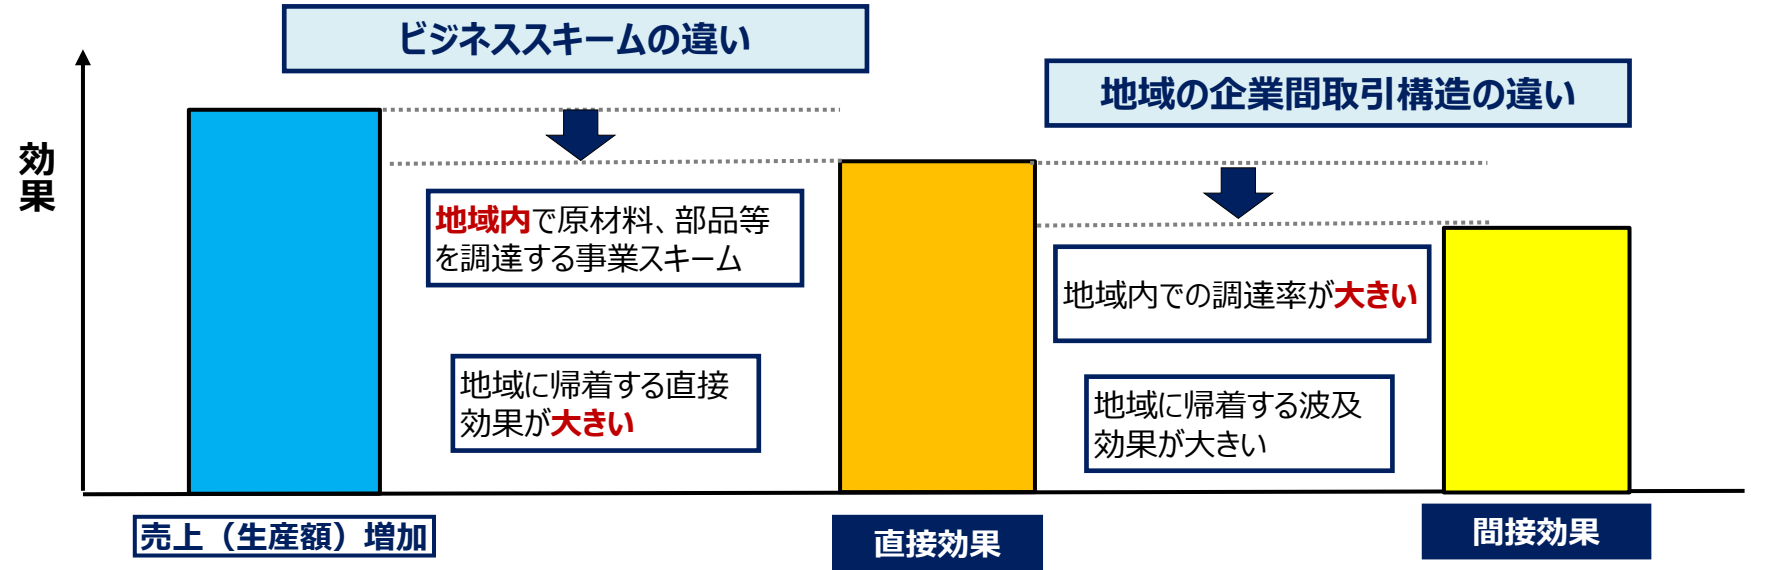 ビジネススキームの違い
地域の企業間取引構造の違い
効果
地域内で原材料、部品等
を調達する事業スキーム
地域内での調達率が大きい
地域に帰着する直接
効果が大きい
地域に帰着する波及
効果が大きい
売上（生産額）増加
直接効果
間接効果